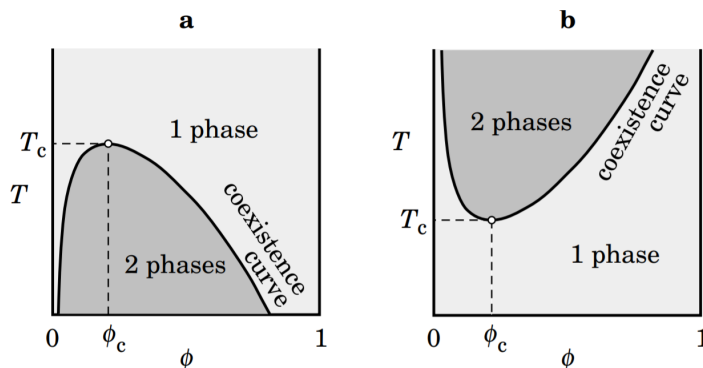 a
1 phase
T_c
T
2 phases
coexistence
curve
0
ϕ_c
ϕ
1
b
2 phases
coexistence
curve
T
T_c
1 phase
0
ϕ_c
ϕ
1